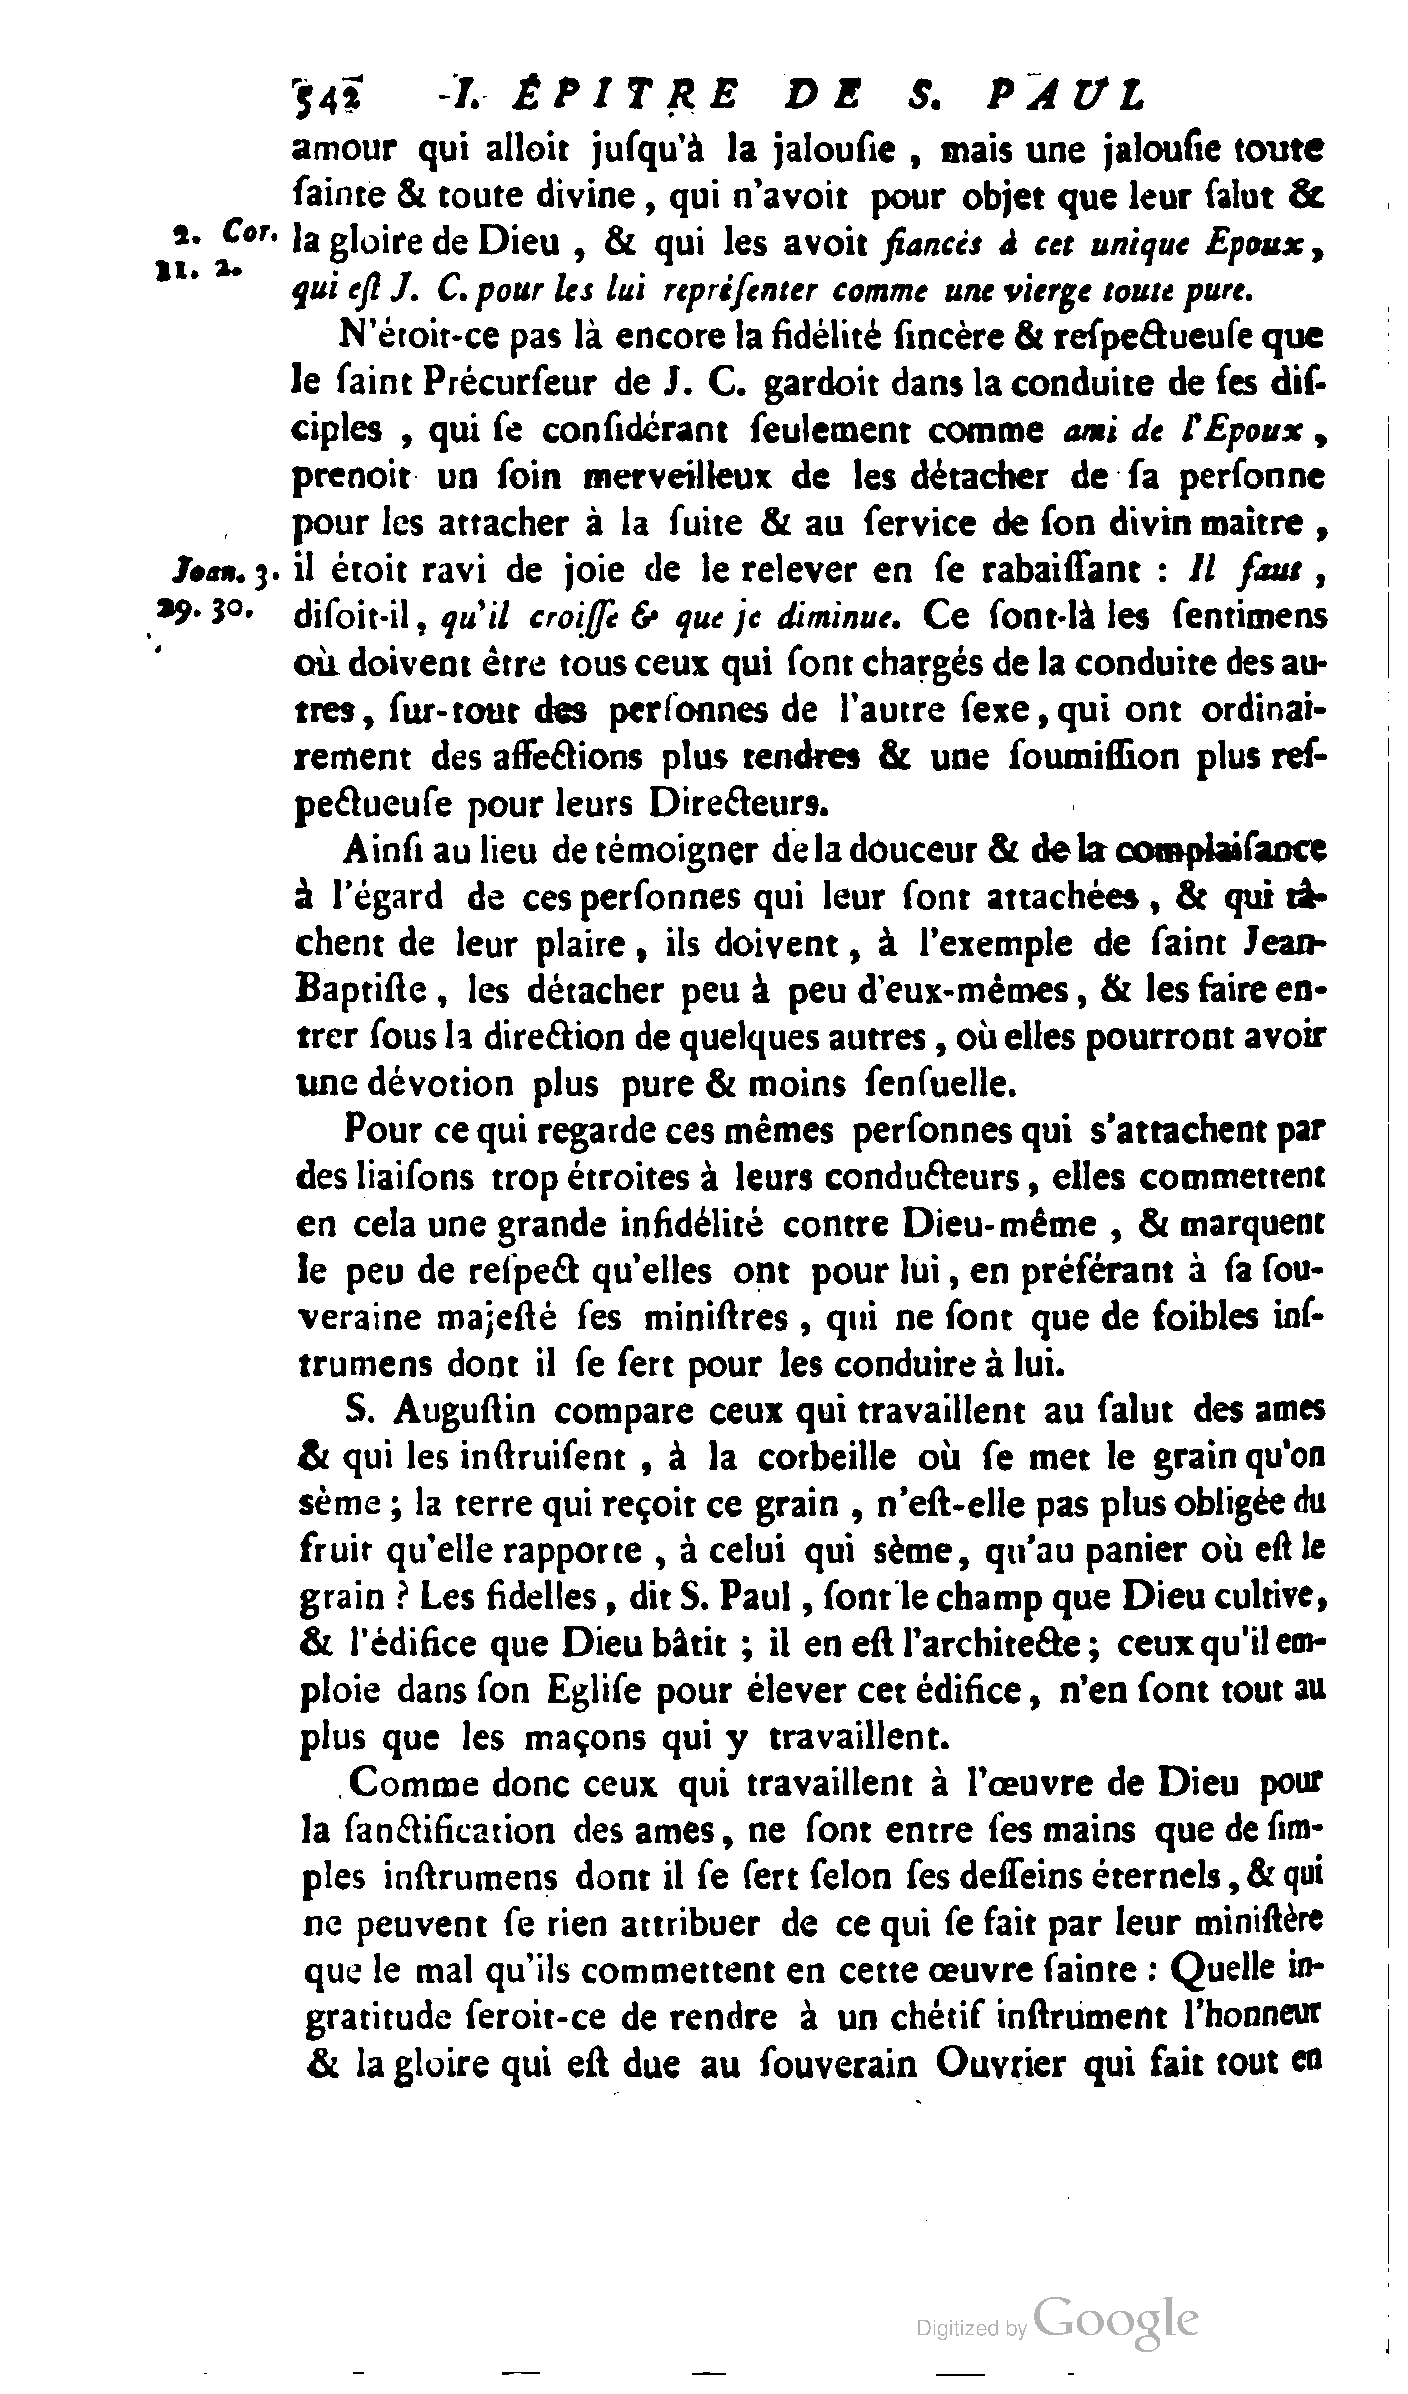 542 I. ÉPITRE DE S. PAUL
amour qui alloit juſqu'à la jalouſie , mais une jalouſie toute
ſainte & toute divine , qui n'avoit pour objet que leur ſalut &
2. Cor. la gloire de Dieu , & qui les avoit fiancés à cet unique Epoux ,
11. 2.
qui eſt J. C. pour les lui repréſenter comme une vierge toute pure.
N'étoit-ce pas là encore la fidélité ſincère & reſpectueuſe que
le ſaint Précurſeur de J. C. gardoit dans la conduite de ſes diſ-
ciples , qui ſe conſidérant ſeulement comme ami de l'Epoux ,
prenoit un ſoin merveilleux de les détacher de ſa perſonne
pour les attacher à la ſuite & au ſervice de ſon divin maître ,
Joan. 3. il étoit ravi de joie de le relever en ſe rabaiſſant : Il faut ,
29. 30. diſoit-il, qu'il croiſſe & que je diminue. Ce ſont-là les ſentimens
où doivent être tous ceux qui ſont chargés de la conduite des au-
tres, ſur-tout des perſonnes de l'autre ſexe, qui ont ordinai-
rement des affections plus tendres & une ſoumiſſion plus reſ-
pectueuſe pour leurs Directeurs.
Ainſi au lieu de témoigner de la douceur & de la complaiſance
à l'égard de ces perſonnes qui leur ſont attachées , & qui tâ-
chent de leur plaire , ils doivent , à l'exemple de ſaint Jean-
Baptiſte , les détacher peu à peu d'eux-mêmes , & les faire en-
trer ſous la direction de quelques autres , où elles pourront avoir
une dévotion plus pure & moins ſenſuelle.
Pour ce qui regarde ces mêmes perſonnes qui s'attachent par
des liaiſons trop étroites à leurs conducteurs , elles commettent
en cela une grande infidélité contre Dieu-même , & marquent
le peu de reſpect qu'elles ont pour lui , en préférant à ſa ſou-
veraine majeſté ſes miniſtres , qui ne ſont que de foibles inſ-
trumens dont il ſe ſert pour les conduire à lui.
S. Auguſtin compare ceux qui travaillent au ſalut des ames
& qui les inſtruiſent , à la corbeille où ſe met le grain qu'on
sème ; la terre qui reçoit ce grain , n'eſt-elle pas plus obligée du
fruit qu'elle rapporte , à celui qui sème, qu'au panier où eſt le
grain ? Les fidelles , dit S. Paul , ſont le champ que Dieu cultive,
& l'édifice que Dieu bâtit ; il en eſt l'architecte ; ceux qu'il em-
ploie dans ſon Egliſe pour élever cet édifice , n'en ſont tout au
plus que les maçons qui y travaillent.
Comme donc ceux qui travaillent à l'œuvre de Dieu pour
la ſanctification des ames, ne ſont entre ſes mains que de ſim-
ples inſtrumens dont il ſe ſert ſelon ſes deſſeins éternels , & qui
ne peuvent ſe rien attribuer de ce qui ſe fait par leur miniſtère
que le mal qu'ils commettent en cette œuvre ſainte : Quelle in-
gratitude ſeroit-ce de rendre à un chétif inſtrument l'honneur
& la gloire qui eſt due au ſouverain Ouvrier qui fait tout en
Digitized by Google